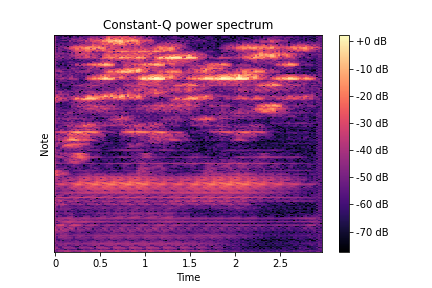 Constant-Q power spectrum
Note
+0 dB
-10 dB
-20 dB
-30 dB
-40 dB
-50 dB
-60 dB
-70 dB
0
0.5
1
1.5
2
2.5
Time